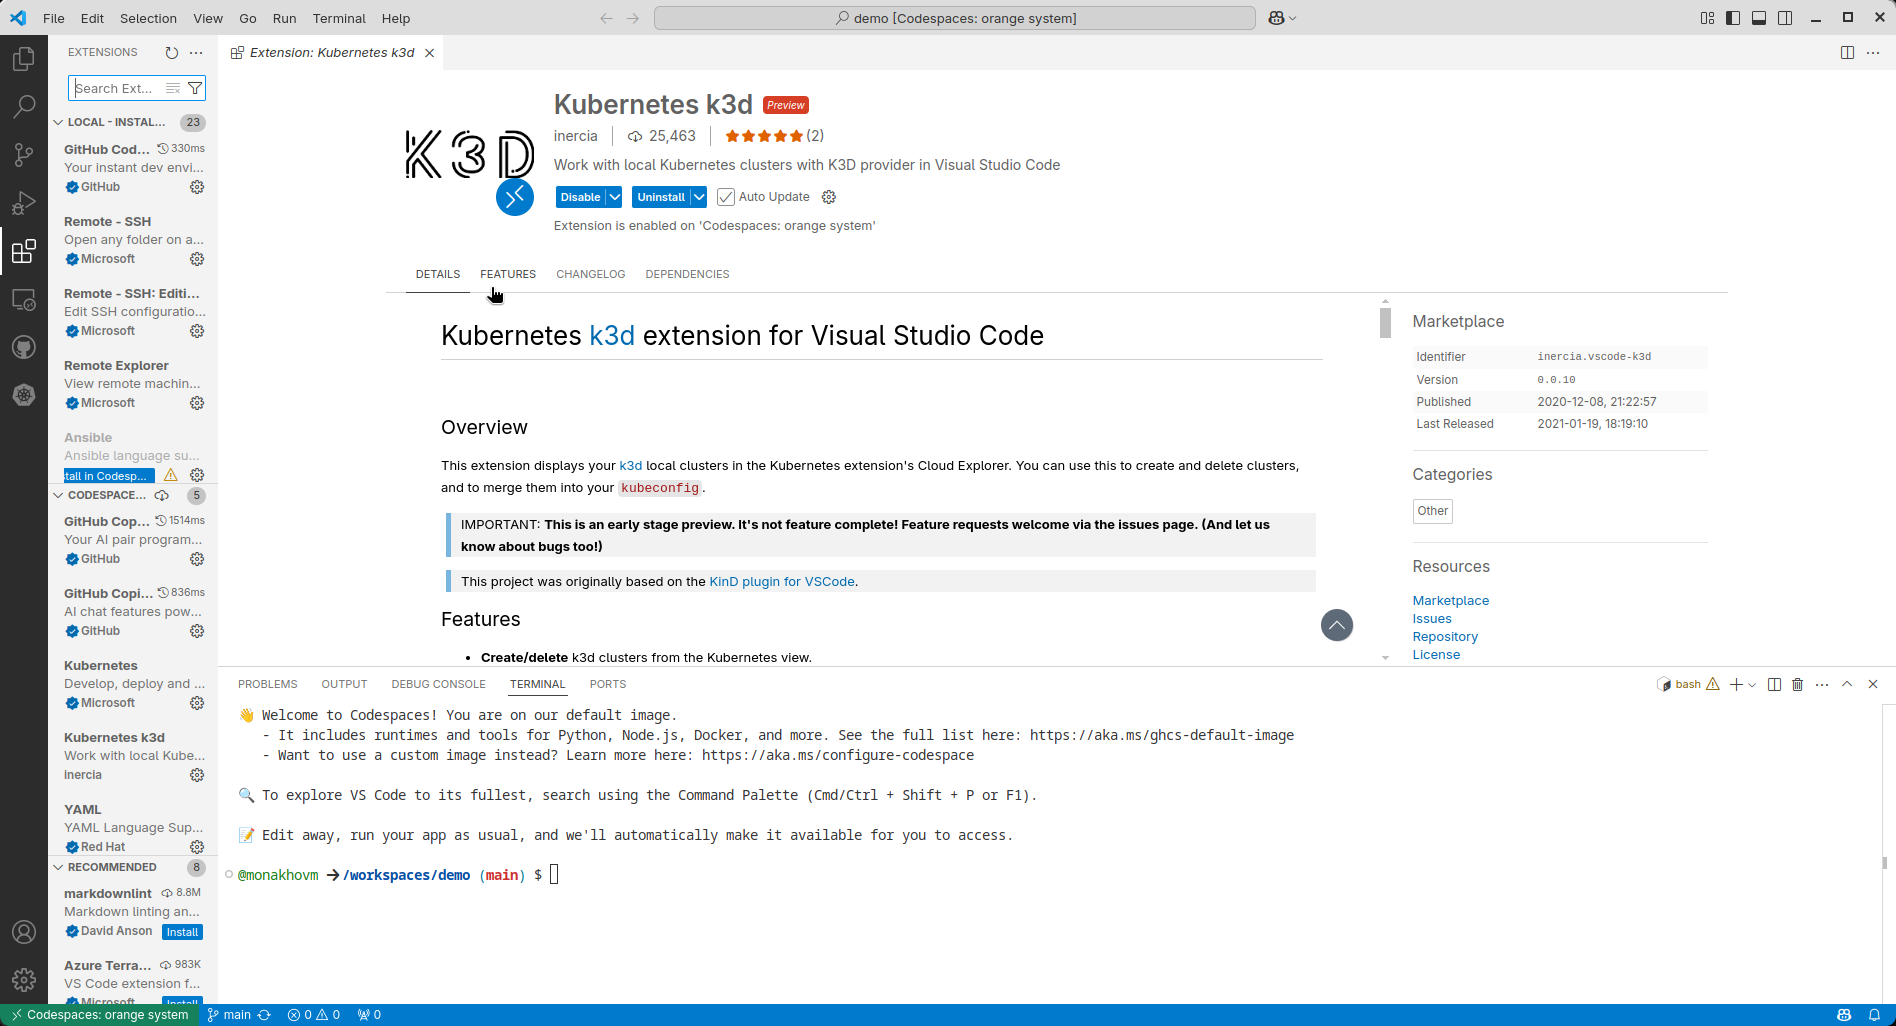 File Edit Selection View Go Run Terminal Help
demo [Codespaces: orange system]
EXTENSIONS
Search Ext...
LOCAL - INSTAL... 23
GitHub Cod... 330ms
Your instant dev envi...
GitHub
Remote - SSH
Open any folder on a...
Microsoft
Remote - SSH: Editi...
Edit SSH configuratio...
Microsoft
Remote Explorer
View remote machin...
Microsoft
Ansible
Ansible language su...
tall in Codesp...
CODESPACE... 5
GitHub Cop... 1514ms
Your AI pair program...
GitHub
GitHub Copi... 836ms
AI chat features pow...
GitHub
Kubernetes
Develop, deploy and ...
Microsoft
Kubernetes k3d
Work with local Kube...
inercia
YAML
YAML Language Sup...
Red Hat
RECOMMENDED 8
markdownlint 8.8M
Markdown linting an...
David Anson Install
Azure Terra... 983K
VS Code extension f...
Microsoft Install
Extension: Kubernetes k3d
K3D
Kubernetes k3d Preview
inercia 25,463 (2)
Work with local Kubernetes clusters with K3D provider in Visual Studio Code
Disable Uninstall Auto Update
Extension is enabled on 'Codespaces: orange system'
DETAILS FEATURES CHANGELOG DEPENDENCIES
Kubernetes k3d extension for Visual Studio Code
Overview
This extension displays your k3d local clusters in the Kubernetes extension's Cloud Explorer. You can use this to create and delete clusters,
and to merge them into your kubeconfig.
IMPORTANT: This is an early stage preview. It's not feature complete! Feature requests welcome via the issues page. (And let us
know about bugs too!)
This project was originally based on the KinD plugin for VSCode.
Features
• Create/delete k3d clusters from the Kubernetes view.
Marketplace
Identifier inercia.vscode-k3d
Version 0.0.10
Published 2020-12-08, 21:22:57
Last Released 2021-01-19, 18:19:10
Categories
Other
Resources
Marketplace
Issues
Repository
License
PROBLEMS OUTPUT DEBUG CONSOLE TERMINAL PORTS
bash
👋 Welcome to Codespaces! You are on our default image.
- It includes runtimes and tools for Python, Node.js, Docker, and more. See the full list here: https://aka.ms/ghcs-default-image
- Want to use a custom image instead? Learn more here: https://aka.ms/configure-codespace
🔍 To explore VS Code to its fullest, search using the Command Palette (Cmd/Ctrl + Shift + P or F1).
📝 Edit away, run your app as usual, and we'll automatically make it available for you to access.
@monakhovm ➜ /workspaces/demo (main) $
Codespaces: orange system main 0 0 0